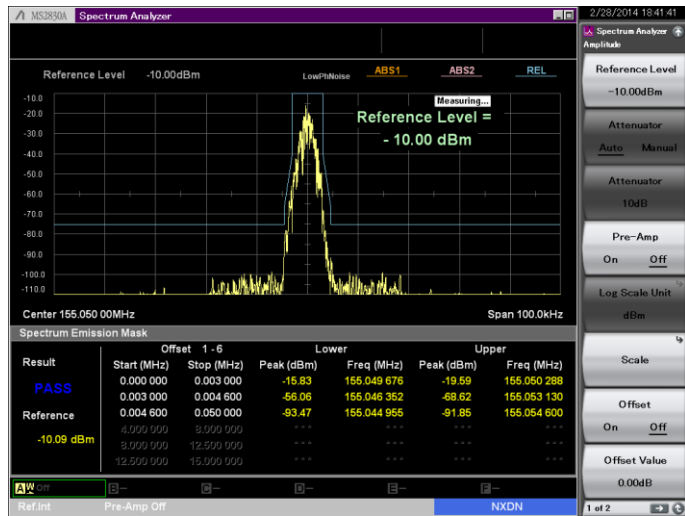 MS2830A Spectrum Analyzer
2/28/2014 18:41:41
Spectrum Analyzer
Amplitude
Reference Level -10.00dBm
LowPhNoise ABS1 ABS2 REL
Measuring...
Reference Level =
- 10.00 dBm
-10.0
-20.0
-30.0
-40.0
-50.0
-60.0
-70.0
-80.0
-90.0
-100.0
-110.0
Center 155.050 00MHz Span 100.0kHz
Spectrum Emission Mask
Offset 1 - 6 Lower Upper
Result Start (MHz) Stop (MHz) Peak (dBm) Freq (MHz) Peak (dBm) Freq (MHz)
0.000 000 0.003 000 -15.83 155.049 676 -19.59 155.050 288
PASS
0.003 000 0.004 600 -56.06 155.046 352 -68.62 155.053 130
Reference 0.004 600 0.050 000 -93.47 155.044 955 -91.85 155.054 600
4.000 000 8.000 000 --- --- --- ---
-10.09 dBm
8.000 000 12.500 000 --- --- --- ---
12.500 000 15.000 000 --- --- --- ---
A W Off B- C- D- E- F-
Ref.Int Pre-Amp Off NXDN
Reference Level
-10.00dBm
Attenuator
Auto Manual
Attenuator
10dB
Pre-Amp
On Off
Log Scale Unit
dBm
Scale
Offset
On Off
Offset Value
0.00dB
1 of 2